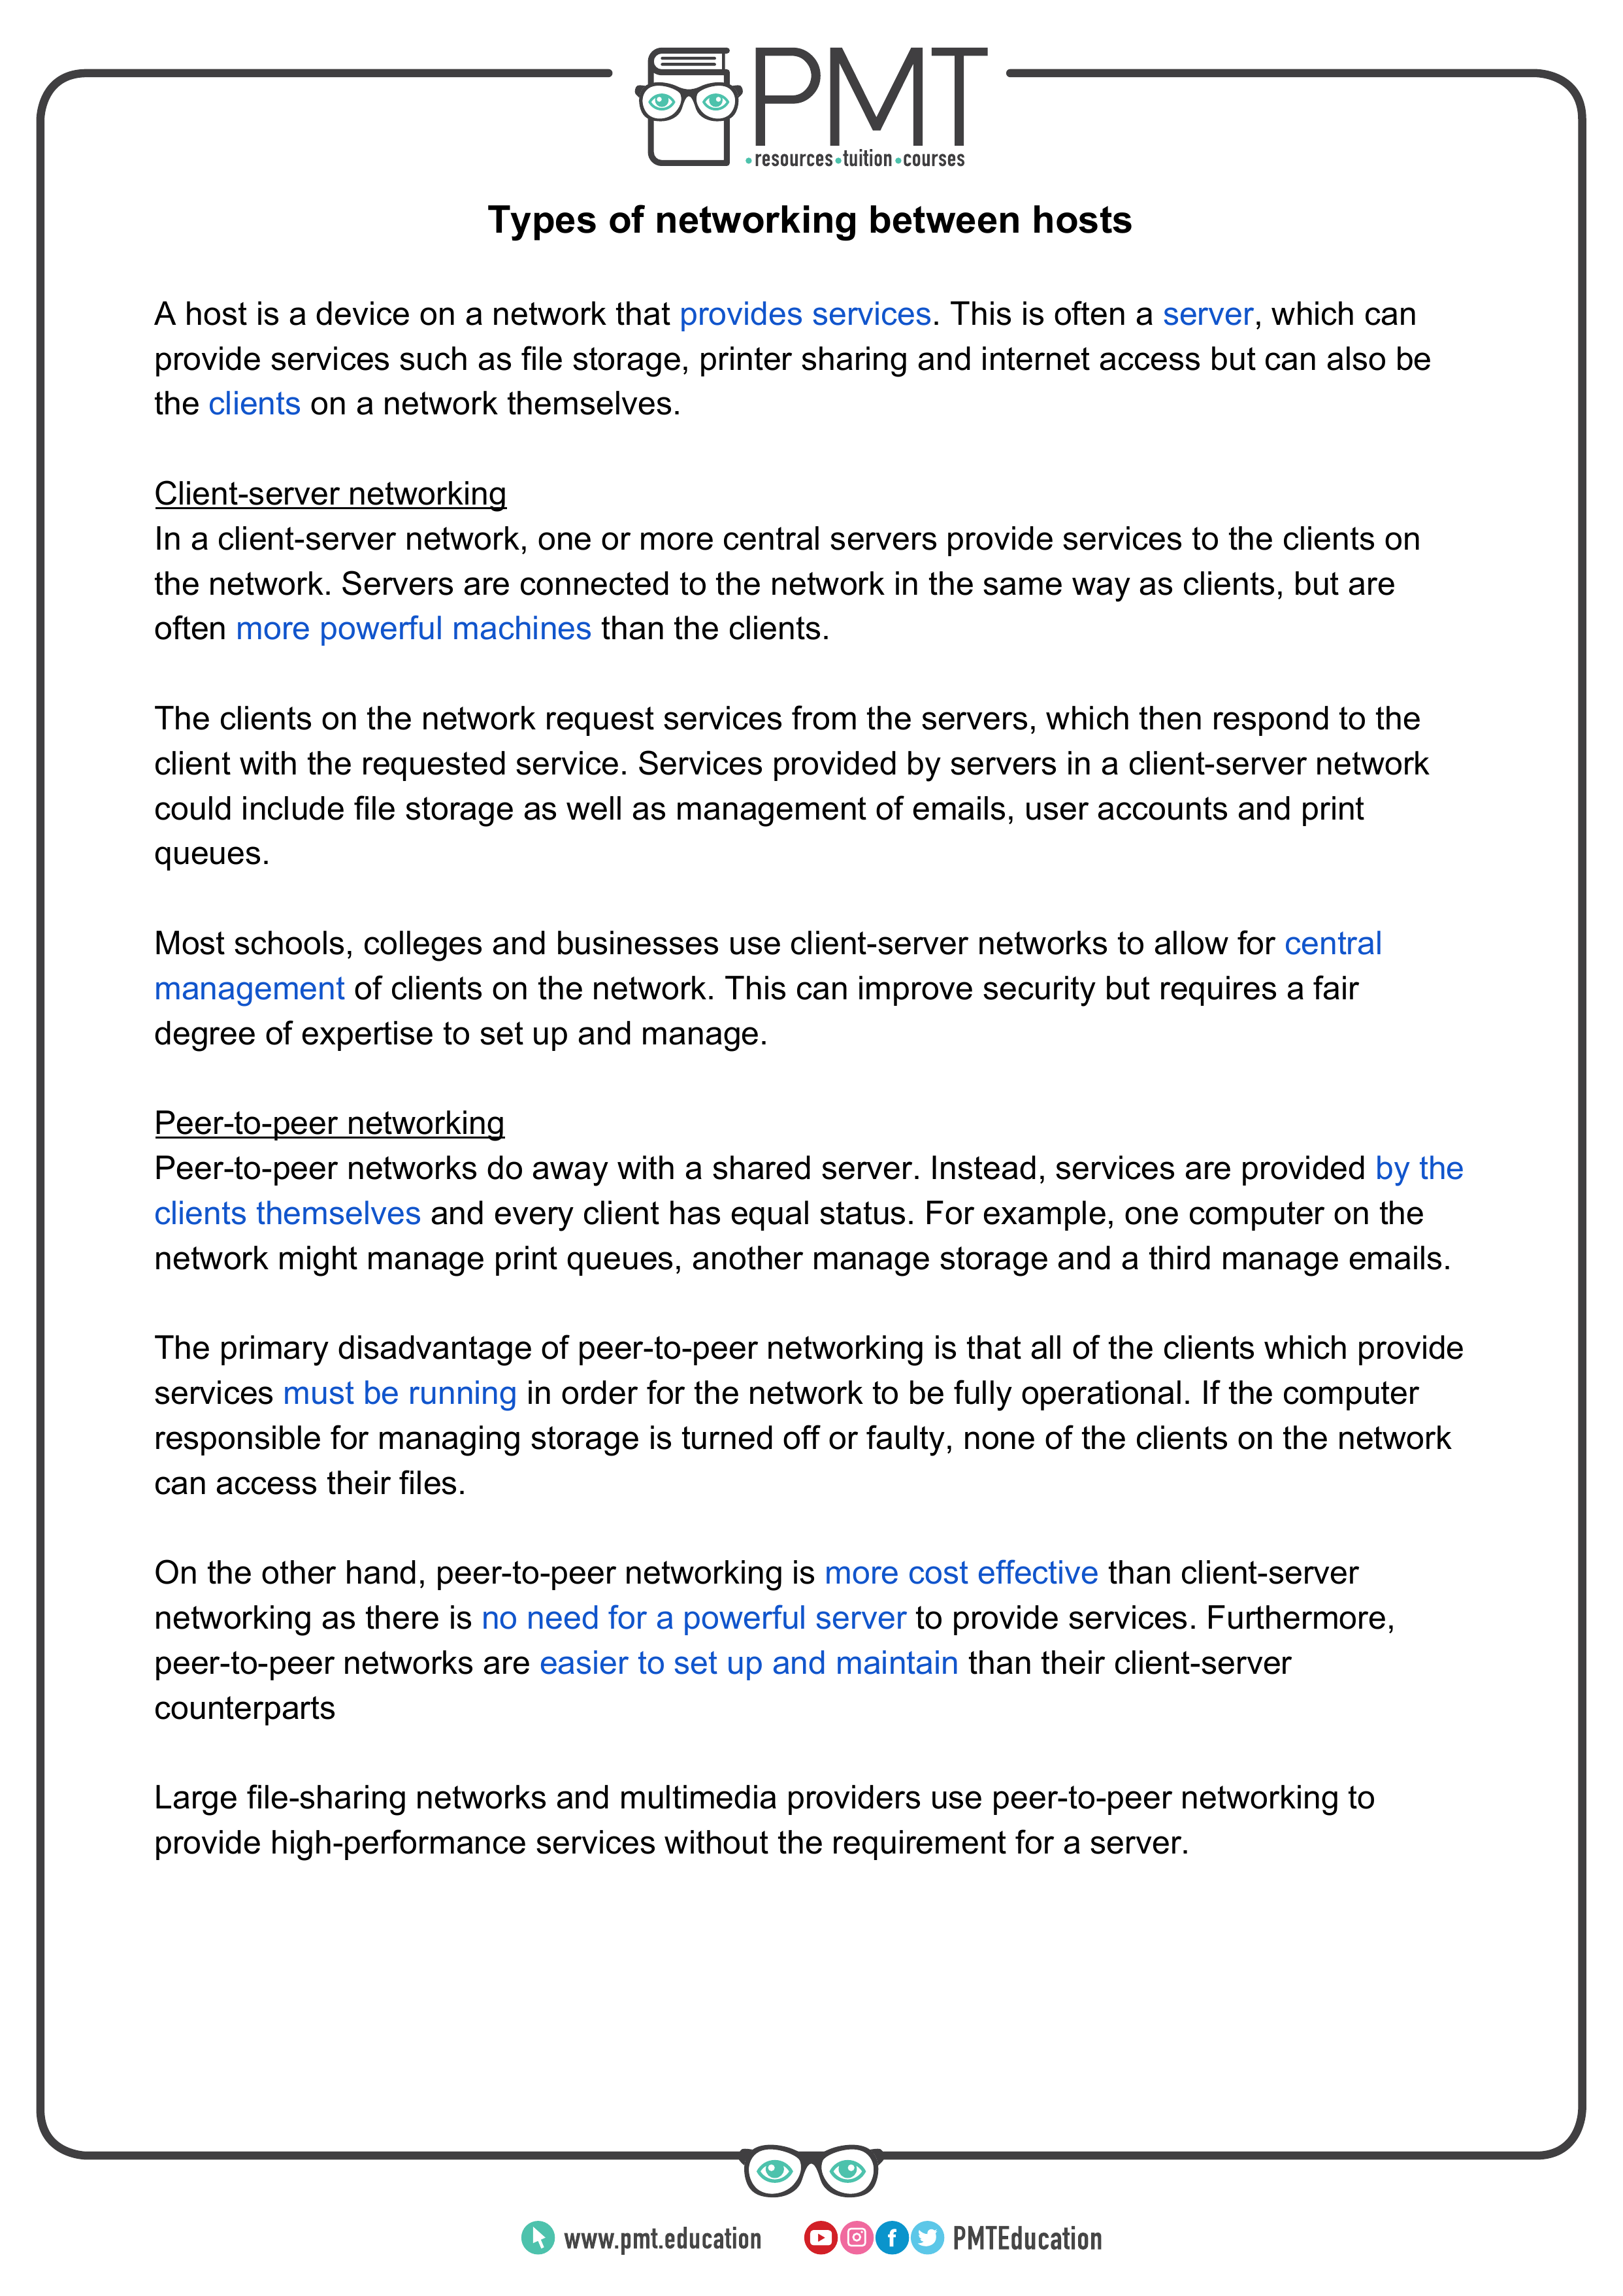 PMT
•resources•tuition•courses
Types of networking between hosts
A host is a device on a network that provides services. This is often a server, which can
provide services such as file storage, printer sharing and internet access but can also be
the clients on a network themselves.
Client-server networking
In a client-server network, one or more central servers provide services to the clients on
the network. Servers are connected to the network in the same way as clients, but are
often more powerful machines than the clients.
The clients on the network request services from the servers, which then respond to the
client with the requested service. Services provided by servers in a client-server network
could include file storage as well as management of emails, user accounts and print
queues.
Most schools, colleges and businesses use client-server networks to allow for central
management of clients on the network. This can improve security but requires a fair
degree of expertise to set up and manage.
Peer-to-peer networking
Peer-to-peer networks do away with a shared server. Instead, services are provided by the
clients themselves and every client has equal status. For example, one computer on the
network might manage print queues, another manage storage and a third manage emails.
The primary disadvantage of peer-to-peer networking is that all of the clients which provide
services must be running in order for the network to be fully operational. If the computer
responsible for managing storage is turned off or faulty, none of the clients on the network
can access their files.
On the other hand, peer-to-peer networking is more cost effective than client-server
networking as there is no need for a powerful server to provide services. Furthermore,
peer-to-peer networks are easier to set up and maintain than their client-server
counterparts
Large file-sharing networks and multimedia providers use peer-to-peer networking to
provide high-performance services without the requirement for a server.
www.pmt.education
PMTEducation